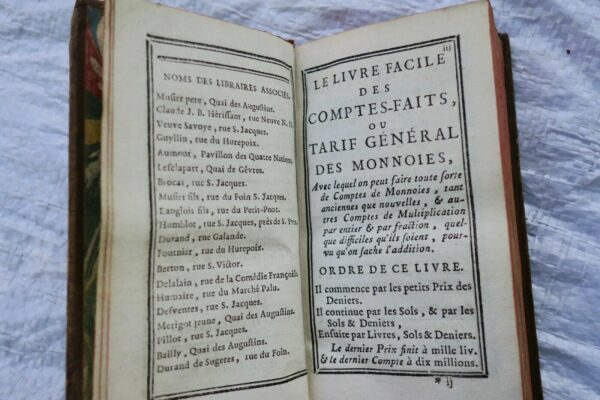 NOMS DES LIBRAIRES ASSOCIÉS.
Musier pere, Quai des Augustins.
Claude J. B. Hérissant, rue Neuve N. D.
Veuve Savoye, rue S. Jacques.
Guyllin, rue du Hurepoix.
Aumont, Pavillon des Quatre Nations.
Lesclapart, Quai de Gêvres.
Brocas, rue S. Jacques.
Musier fils, rue du Foin S. Jacques.
Langlois fils, rue du Petit-Pont.
Humblot, rue S. Jacques, près de S. Yves.
Durand, rue Galande.
Fournier, rue du Hurepoix.
Berton, rue S. Victor.
Delalain, rue de la Comédie Françoise.
Humaire, rue du Marché Palu.
Desventes, rue S. Jacques.
Merigot jeune, Quai des Augustins.
Pillot, rue S. Jacques.
Bailly, Quai des Augustins.
Durand de Sugeres, rue du Foin.
iij
LE LIVRE FACILE
DES
COMPTES-FAITS,
OU
TARIF GÉNÉRAL
DES MONNOIES,
Avec lequel on peut faire toute sorte
de Comptes de Monnoies, tant
anciennes que nouvelles, & au-
tres Comptes de Multiplication
par entier & par fraction, quel-
que difficiles qu'ils soient, pour-
vu qu'on sache l'addition.
ORDRE DE CE LIVRE.
Il commence par les petits Prix des
Deniers.
Il continue par les Sols, & par les
Sols & Deniers,
Ensuite par Livres, Sols & Deniers.
Le dernier Prix finit à mille liv.
& le dernier Compte à dix millions.
* ij